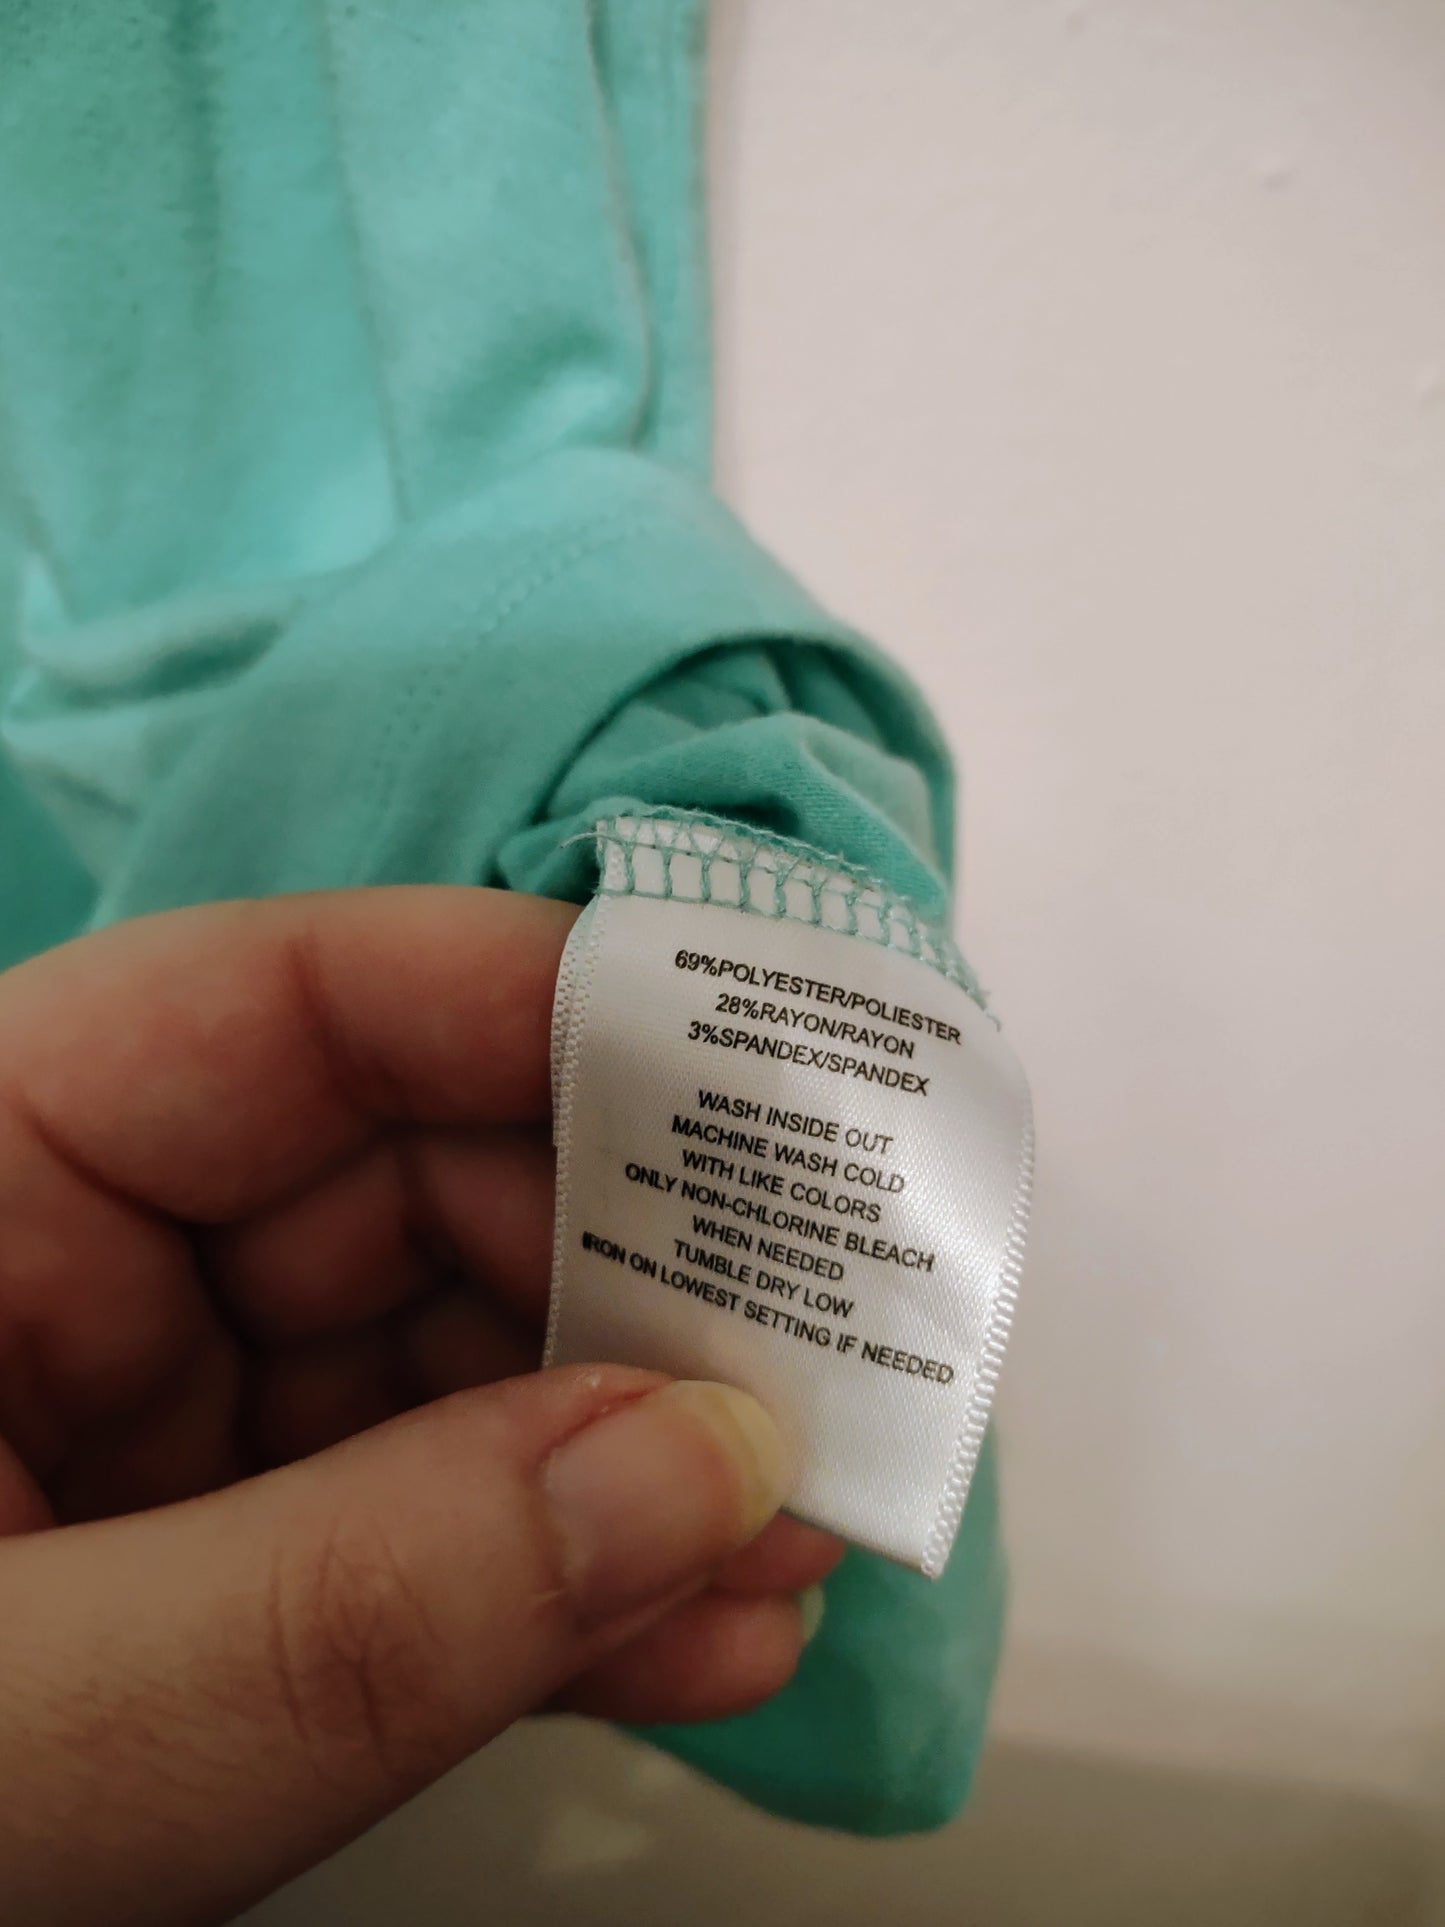 69%POLYESTER/POLIESTER
28%RAYON/RAYON
3%SPANDEX/SPANDEX
WASH INSIDE OUT
MACHINE WASH COLD
WITH LIKE COLORS
ONLY NON-CHLORINE BLEACH
WHEN NEEDED
TUMBLE DRY LOW
IRON ON LOWEST SETTING IF NEEDED